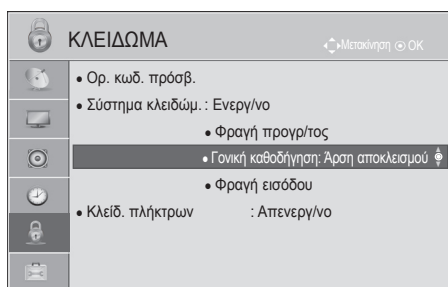 ΚΛΕΙΔΩΜΑ
Μετακίνηση OK
• Ορ. κωδ. πρόσβ.
• Σύστημα κλειδώμ. : Ενεργ/νο
• Φραγή προγρ/τος
• Γονική καθοδήγηση: Άρση αποκλεισμού
• Φραγή εισόδου
• Κλείδ. πλήκτρων : Απενεργ/νο